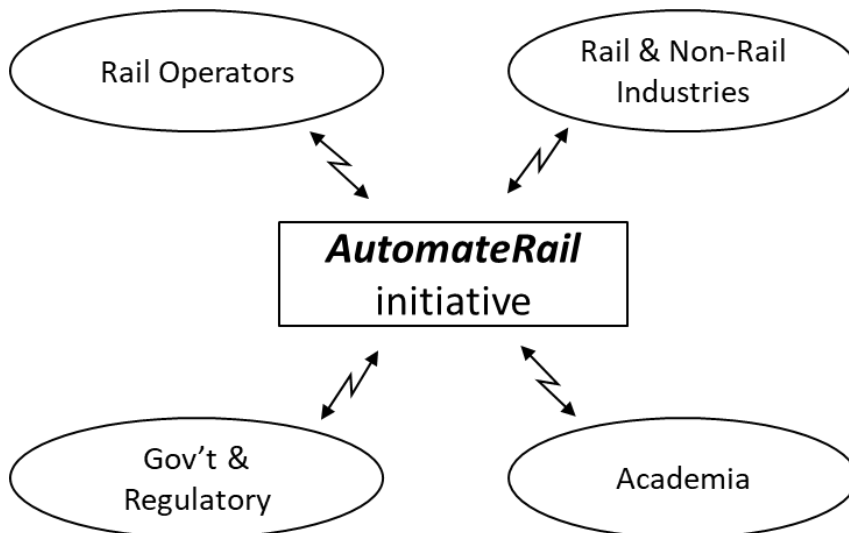 Rail Operators
Rail & Non-Rail
Industries
AutomateRail
initiative
Gov’t &
Regulatory
Academia